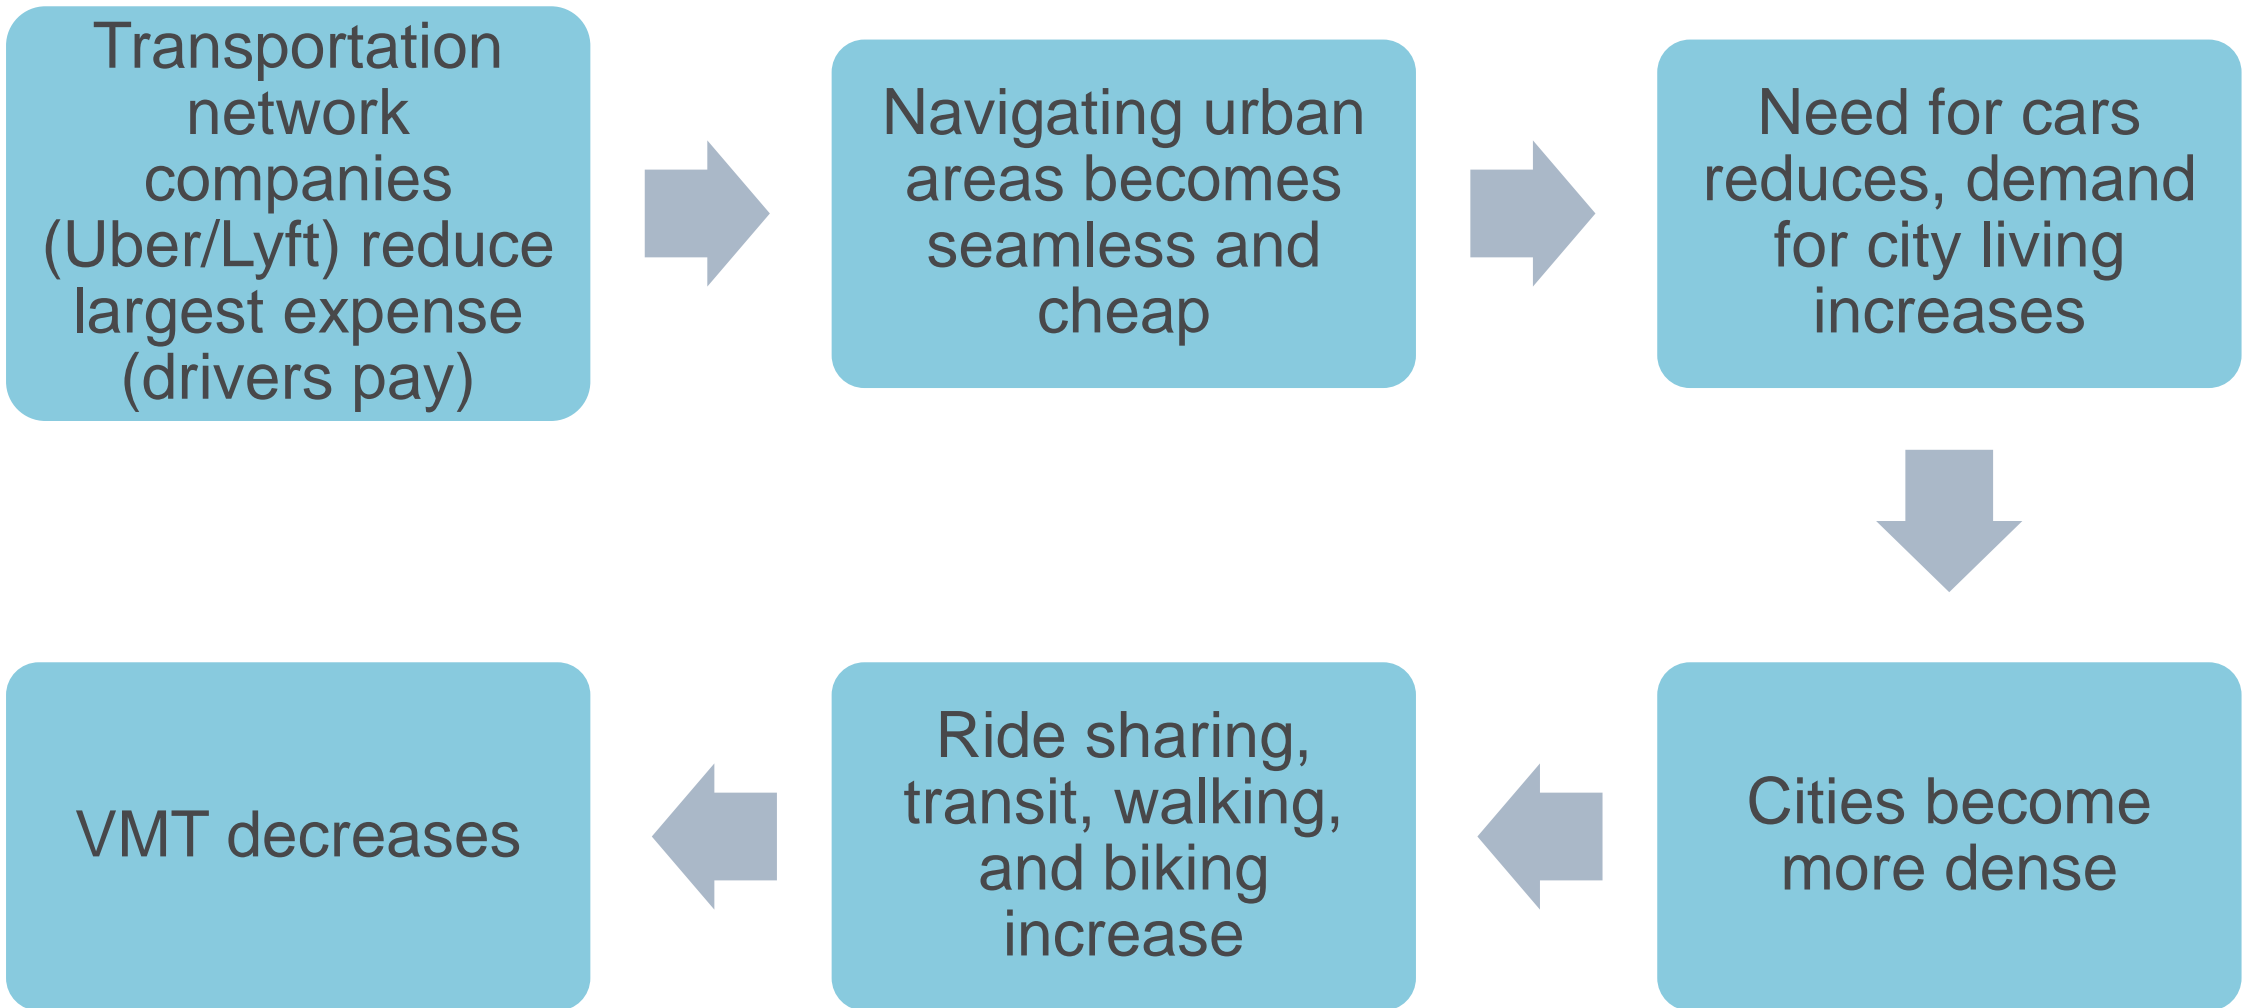 Transportation
network
companies
(Uber/Lyft) reduce
largest expense
(drivers pay)
Navigating urban
areas becomes
seamless and
cheap
Need for cars
reduces, demand
for city living
increases
Cities become
more dense
Ride sharing,
transit, walking,
and biking
increase
VMT decreases